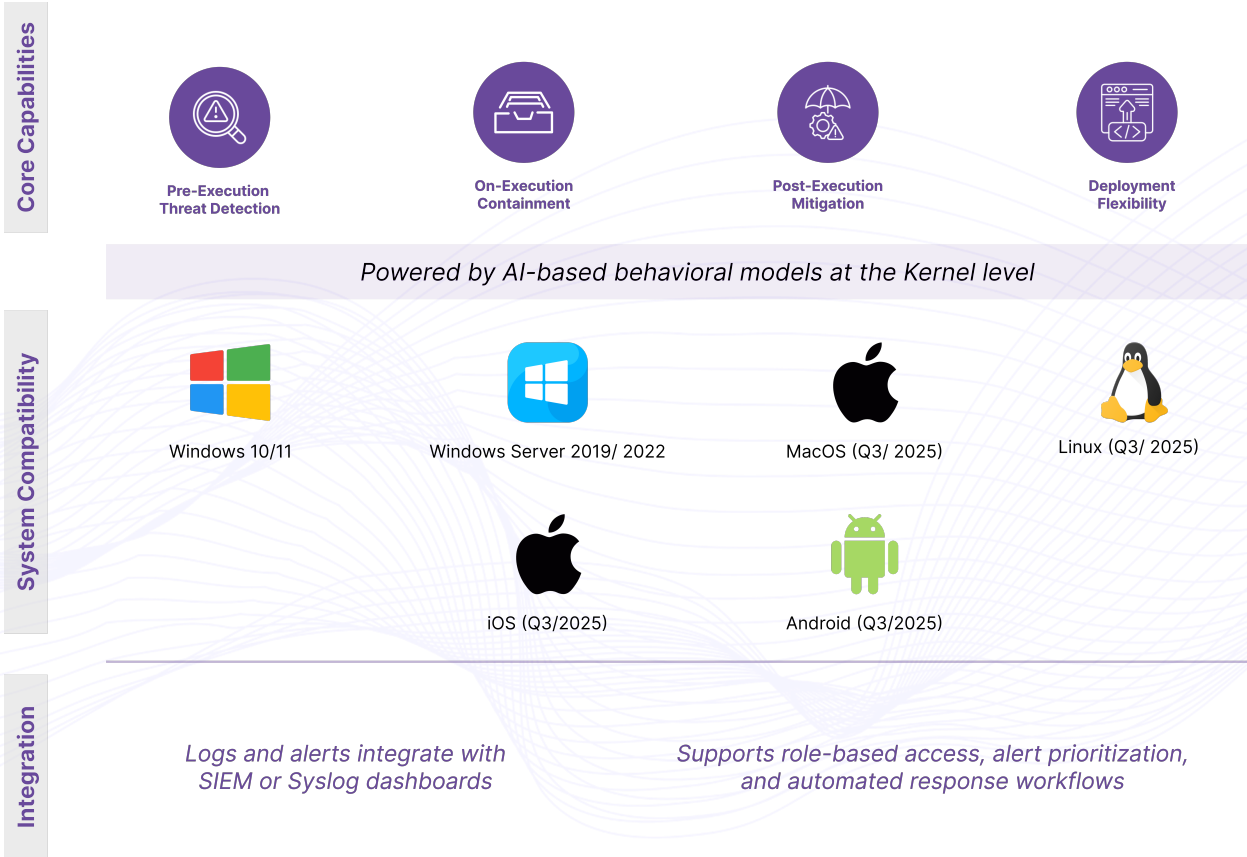 Core Capabilities
Pre-Execution
Threat Detection
On-Execution
Containment
Post-Execution
Mitigation
Deployment
Flexibility
Powered by AI-based behavioral models at the Kernel level
System Compatibility
Windows 10/11
Windows Server 2019/ 2022
MacOS (Q3/ 2025)
Linux (Q3/ 2025)
iOS (Q3/2025)
Android (Q3/2025)
Integration
Logs and alerts integrate with
SIEM or Syslog dashboards
Supports role-based access, alert prioritization,
and automated response workflows